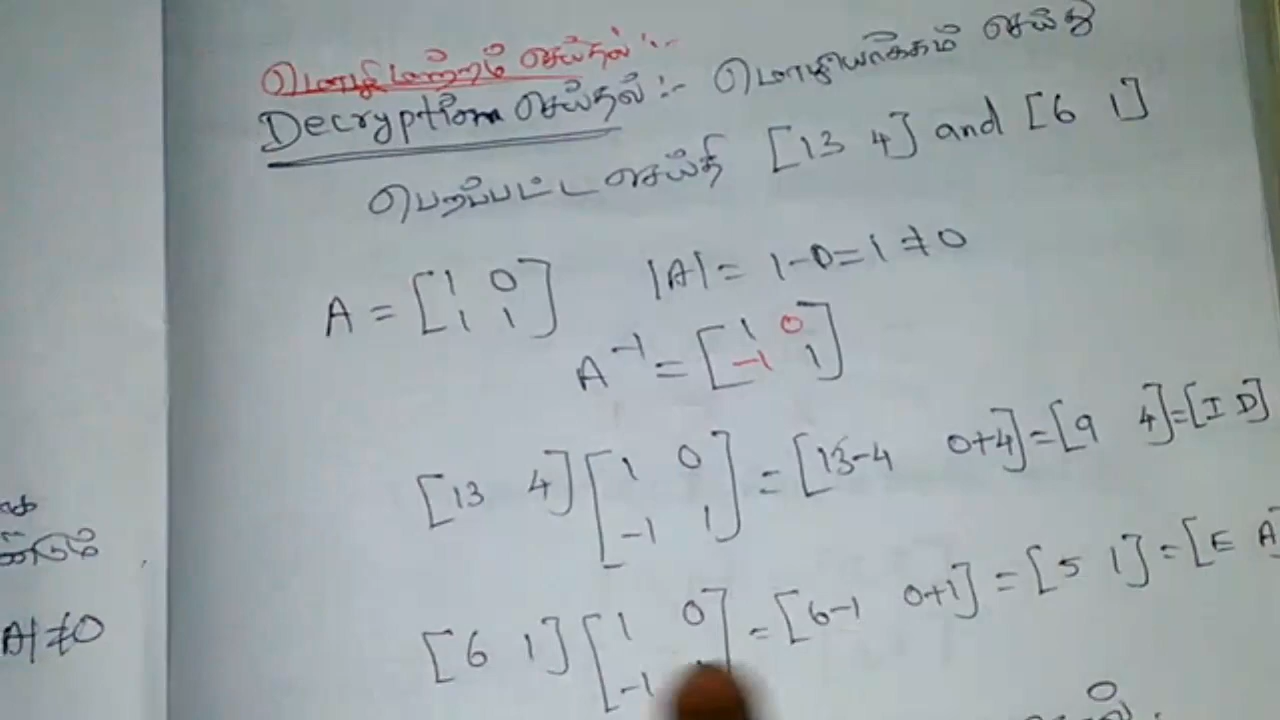 மொழிமாற்றம் செய்தல் :-
Decryption செய்தல் :- மொழியாக்கம் செய்து
பெறப்பட்ட செய்தி [13 4] and [6 1]
A = [1 0
1 1] |A| = 1-0=1 ≠0
A⁻¹ = [1 0
-1 1]
[13 4] [1 0
-1 1] = [13-4 0+4] = [9 4] = [I D]
[6 1] [1 0
-1 = [6-1 0+1] = [5 1] = [E A]
A| ≠0